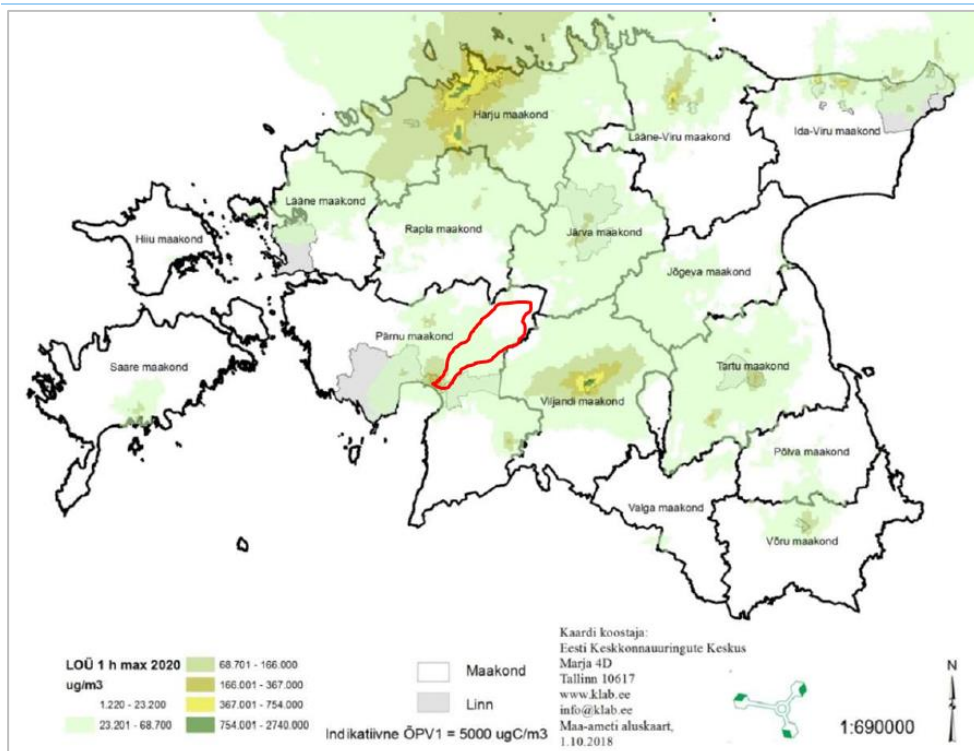 Harju maakond
Lääne-Viru maakond
Ida-Viru maakond
Lääne maakond
Hiiu maakond
Rapla maakond
Järva maakond
Jõgeva maakond
Pärnu maakond
Saare maakond
Tartu maakond
Viljandi maakond
Põlva maakond
Valga maakond
Võru maakond
LOÜ 1 h max 2020
ug/m3
1.220 - 23.200
23.201 - 68.700
68.701 - 166.000
166.001 - 367.000
367.001 - 754.000
754.001 - 2740.000
Maakond
Linn
Indikatiivne ÕPV1 = 5000 ugC/m3
Kaardi koostaja:
Eesti Keskkonnauuringute Keskus
Marja 4D
Tallinn 10617
www.klab.ee
info@klab.ee
Maa-ameti aluskaart,
1.10.2018
1:690000
N